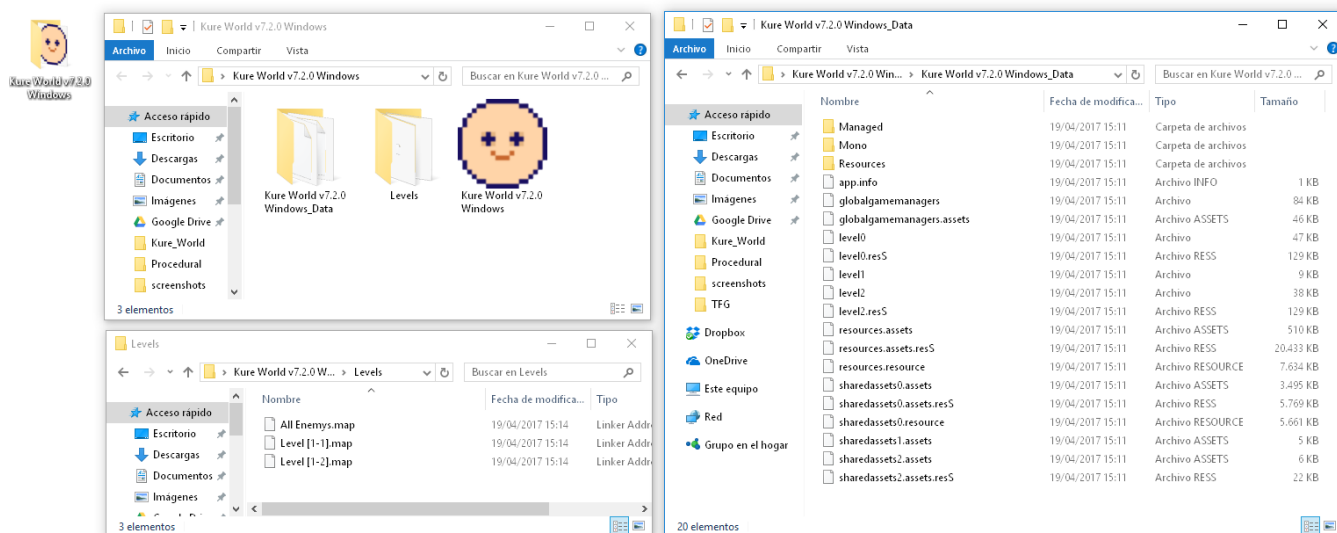 Kure World v7.2.0
Windows
Kure World v7.2.0 Windows
Archivo Inicio Compartir Vista
Kure World v7.2.0 Windows
Buscar en Kure World v7.2.0 ...
Acceso rápido
Escritorio
Descargas
Documentos
Imágenes
Google Drive
Kure_World
Procedural
screenshots
Kure World v7.2.0
Windows_Data
Levels
Kure World v7.2.0
Windows
3 elementos
Levels
Kure World v7.2.0 W... > Levels
Buscar en Levels
Acceso rápido
Escritorio
Descargas
Documentos
Imágenes
Nombre Fecha de modifica... Tipo
All Enemys.map 19/04/2017 15:14 Linker Addr
Level [1-1].map 19/04/2017 15:14 Linker Addr
Level [1-2].map 19/04/2017 15:14 Linker Addr
3 elementos
Kure World v7.2.0 Windows_Data
Archivo Inicio Compartir Vista
Kure World v7.2.0 Win... > Kure World v7.2.0 Windows_Data
Buscar en Kure World v7.2.0 ...
Acceso rápido
Escritorio
Descargas
Documentos
Imágenes
Google Drive
Kure_World
Procedural
screenshots
TFG
Dropbox
OneDrive
Este equipo
Red
Grupo en el hogar
Nombre Fecha de modifica... Tipo Tamaño
Managed 19/04/2017 15:11 Carpeta de archivos
Mono 19/04/2017 15:11 Carpeta de archivos
Resources 19/04/2017 15:11 Carpeta de archivos
app.info 19/04/2017 15:11 Archivo INFO 1 KB
globalgamemanagers 19/04/2017 15:11 Archivo 84 KB
globalgamemanagers.assets 19/04/2017 15:11 Archivo ASSETS 46 KB
level0 19/04/2017 15:11 Archivo 47 KB
level0.resS 19/04/2017 15:11 Archivo RESS 129 KB
level1 19/04/2017 15:11 Archivo 9 KB
level2 19/04/2017 15:11 Archivo 38 KB
level2.resS 19/04/2017 15:11 Archivo RESS 129 KB
resources.assets 19/04/2017 15:11 Archivo ASSETS 510 KB
resources.assets.resS 19/04/2017 15:11 Archivo RESS 20.433 KB
resources.resource 19/04/2017 15:11 Archivo RESOURCE 7.634 KB
sharedassets0.assets 19/04/2017 15:11 Archivo ASSETS 3.495 KB
sharedassets0.assets.resS 19/04/2017 15:11 Archivo RESS 5.769 KB
sharedassets0.resource 19/04/2017 15:11 Archivo RESOURCE 5.661 KB
sharedassets1.assets 19/04/2017 15:11 Archivo ASSETS 5 KB
sharedassets2.assets 19/04/2017 15:11 Archivo ASSETS 6 KB
sharedassets2.assets.resS 19/04/2017 15:11 Archivo RESS 22 KB
20 elementos